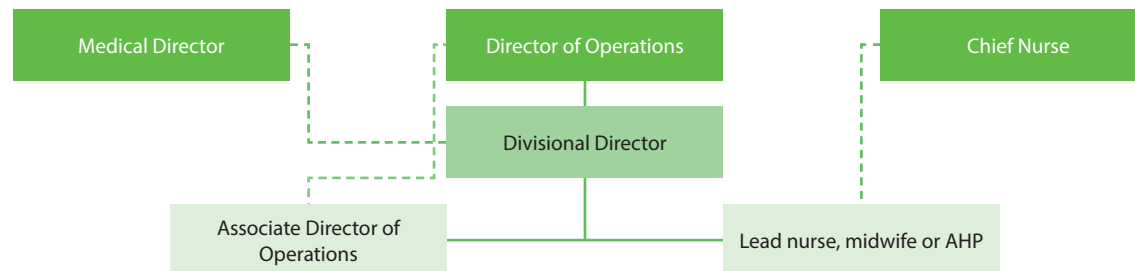 Medical Director
Director of Operations
Chief Nurse
Divisional Director
Associate Director of
Operations
Lead nurse, midwife or AHP